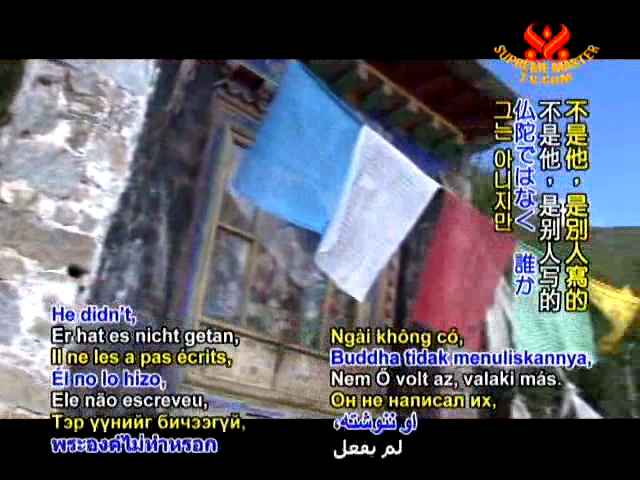 SUPREME MASTER
TV.COM
不是他，是別人寫的
不是他，是别人写的
仏陀ではなく 誰か
그는 아니지만
He didn't,
Er hat es nicht getan,
Il ne les a pas écrits,
Él no lo hizo,
Ele não escreveu,
Тэр үүнийг бичээгүй,
พระองค์ไม่ทำหรอก
Ngài không có,
Buddha tidak menuliskannya,
Nem Ő volt az, valaki más.
Он не написал их,
او ننوشته،
لم يفعل